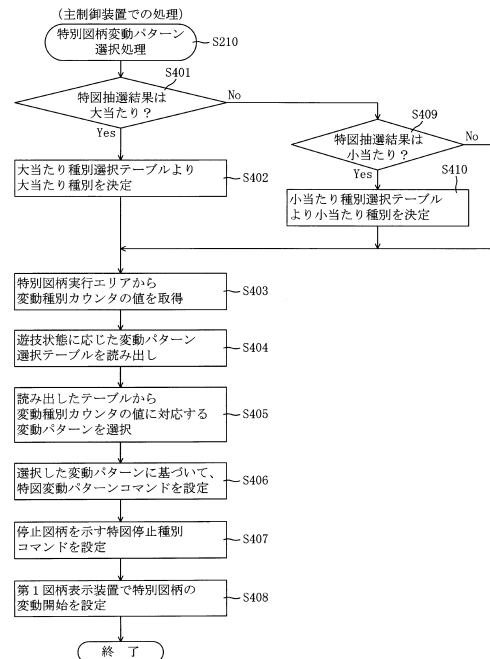 (主制御装置での処理)
特別図柄変動パターン
選択処理
S210
S401
特図抽選結果は
大当たり？
No
Yes
S409
特図抽選結果は
小当たり？
No
Yes
大当たり種別選択テーブルより
大当たり種別を決定
S402
S410
小当たり種別選択テーブル
より小当たり種別を決定
特別図柄実行エリアから
変動種別カウンタの値を取得
S403
遊技状態に応じた変動パターン
選択テーブルを読み出し
S404
読み出したテーブルから
変動種別カウンタの値に対応する
変動パターンを選択
S405
選択した変動パターンに基づいて、
特図変動パターンコマンドを設定
S406
停止図柄を示す特図停止種別
コマンドを設定
S407
第１図柄表示装置で特別図柄の
変動開始を設定
S408
終 了